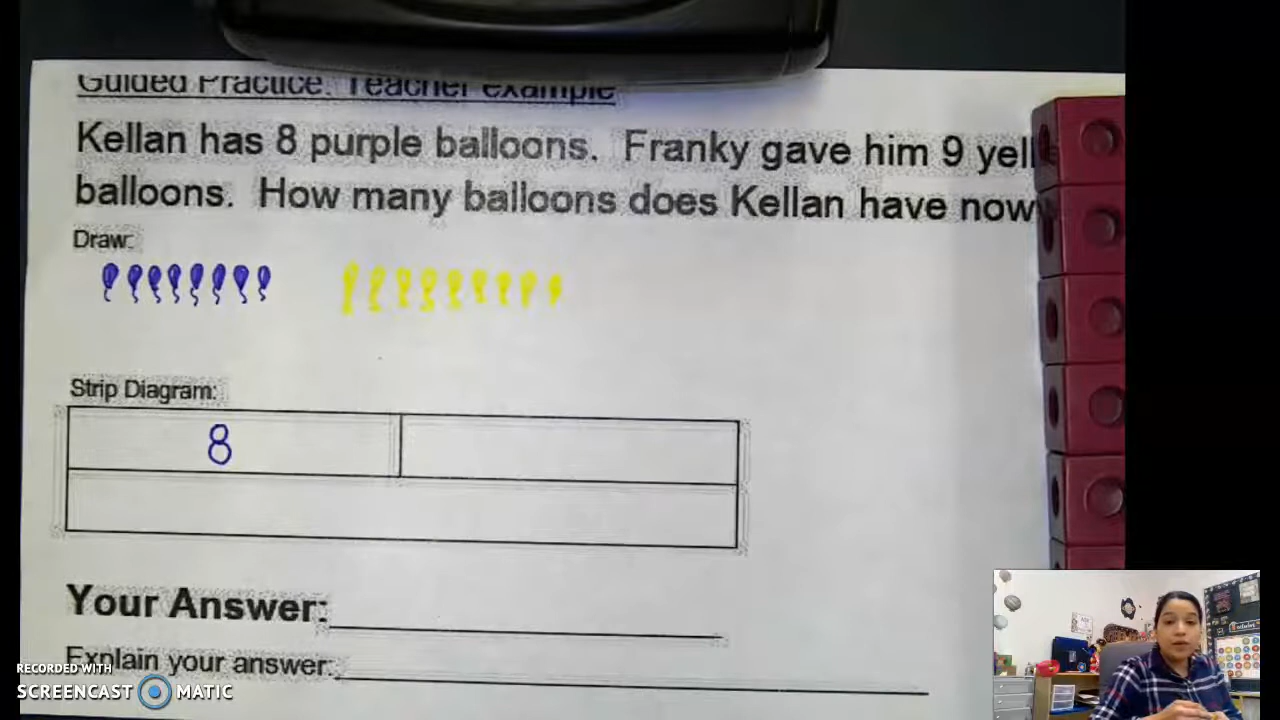 Guided Practice: Teacher example
Kellan has 8 purple balloons. Franky gave him 9 yell
balloons. How many balloons does Kellan have now
Draw:
Strip Diagram:
8
Your Answer:
Explain your answer:
RECORDED WITH
SCREENCAST MATIC